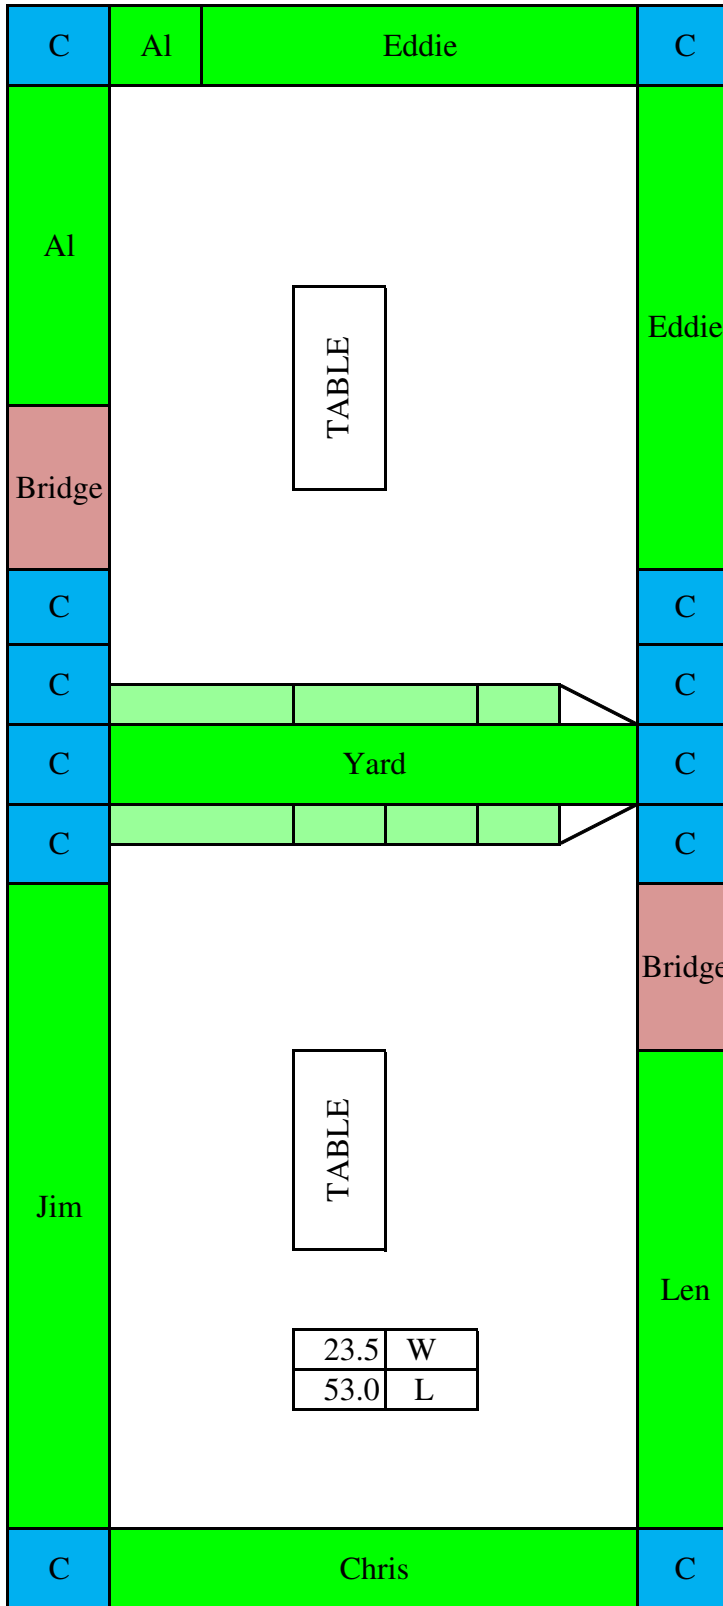 C Al Eddie C
Al
Eddie
TABLE
Bridge
C C
C C
C Yard C
C C
Bridge
TABLE
Jim
Len
23.5 W
53.0 L
C Chris C